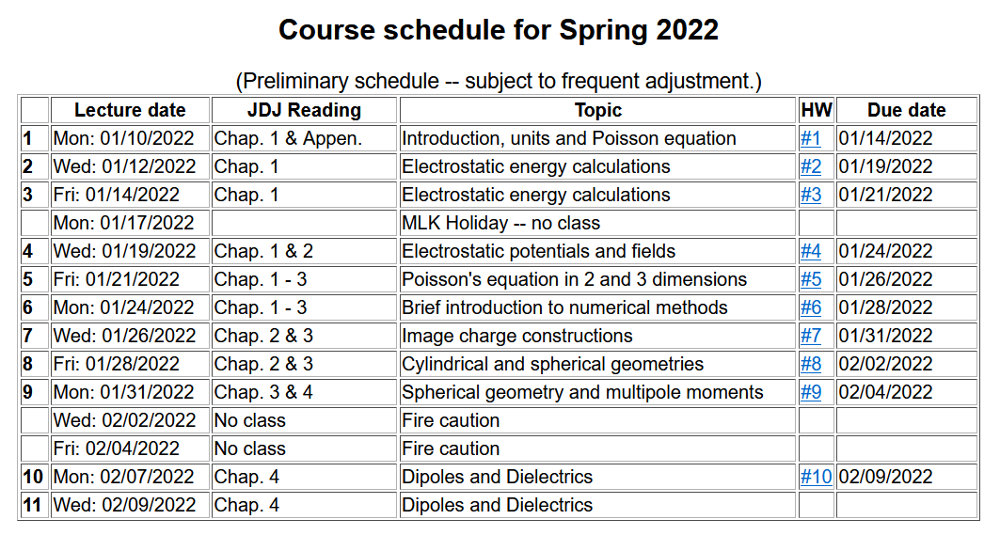 Course schedule for Spring 2022
(Preliminary schedule -- subject to frequent adjustment.)
Lecture date JDJ Reading Topic HW Due date
1 Mon: 01/10/2022 Chap. 1 & Appen. Introduction, units and Poisson equation #1 01/14/2022
2 Wed: 01/12/2022 Chap. 1 Electrostatic energy calculations #2 01/19/2022
3 Fri: 01/14/2022 Chap. 1 Electrostatic energy calculations #3 01/21/2022
Mon: 01/17/2022 MLK Holiday -- no class
4 Wed: 01/19/2022 Chap. 1 & 2 Electrostatic potentials and fields #4 01/24/2022
5 Fri: 01/21/2022 Chap. 1 - 3 Poisson's equation in 2 and 3 dimensions #5 01/26/2022
6 Mon: 01/24/2022 Chap. 1 - 3 Brief introduction to numerical methods #6 01/28/2022
7 Wed: 01/26/2022 Chap. 2 & 3 Image charge constructions #7 01/31/2022
8 Fri: 01/28/2022 Chap. 2 & 3 Cylindrical and spherical geometries #8 02/02/2022
9 Mon: 01/31/2022 Chap. 3 & 4 Spherical geometry and multipole moments #9 02/04/2022
Wed: 02/02/2022 No class Fire caution
Fri: 02/04/2022 No class Fire caution
10 Mon: 02/07/2022 Chap. 4 Dipoles and Dielectrics #10 02/09/2022
11 Wed: 02/09/2022 Chap. 4 Dipoles and Dielectrics